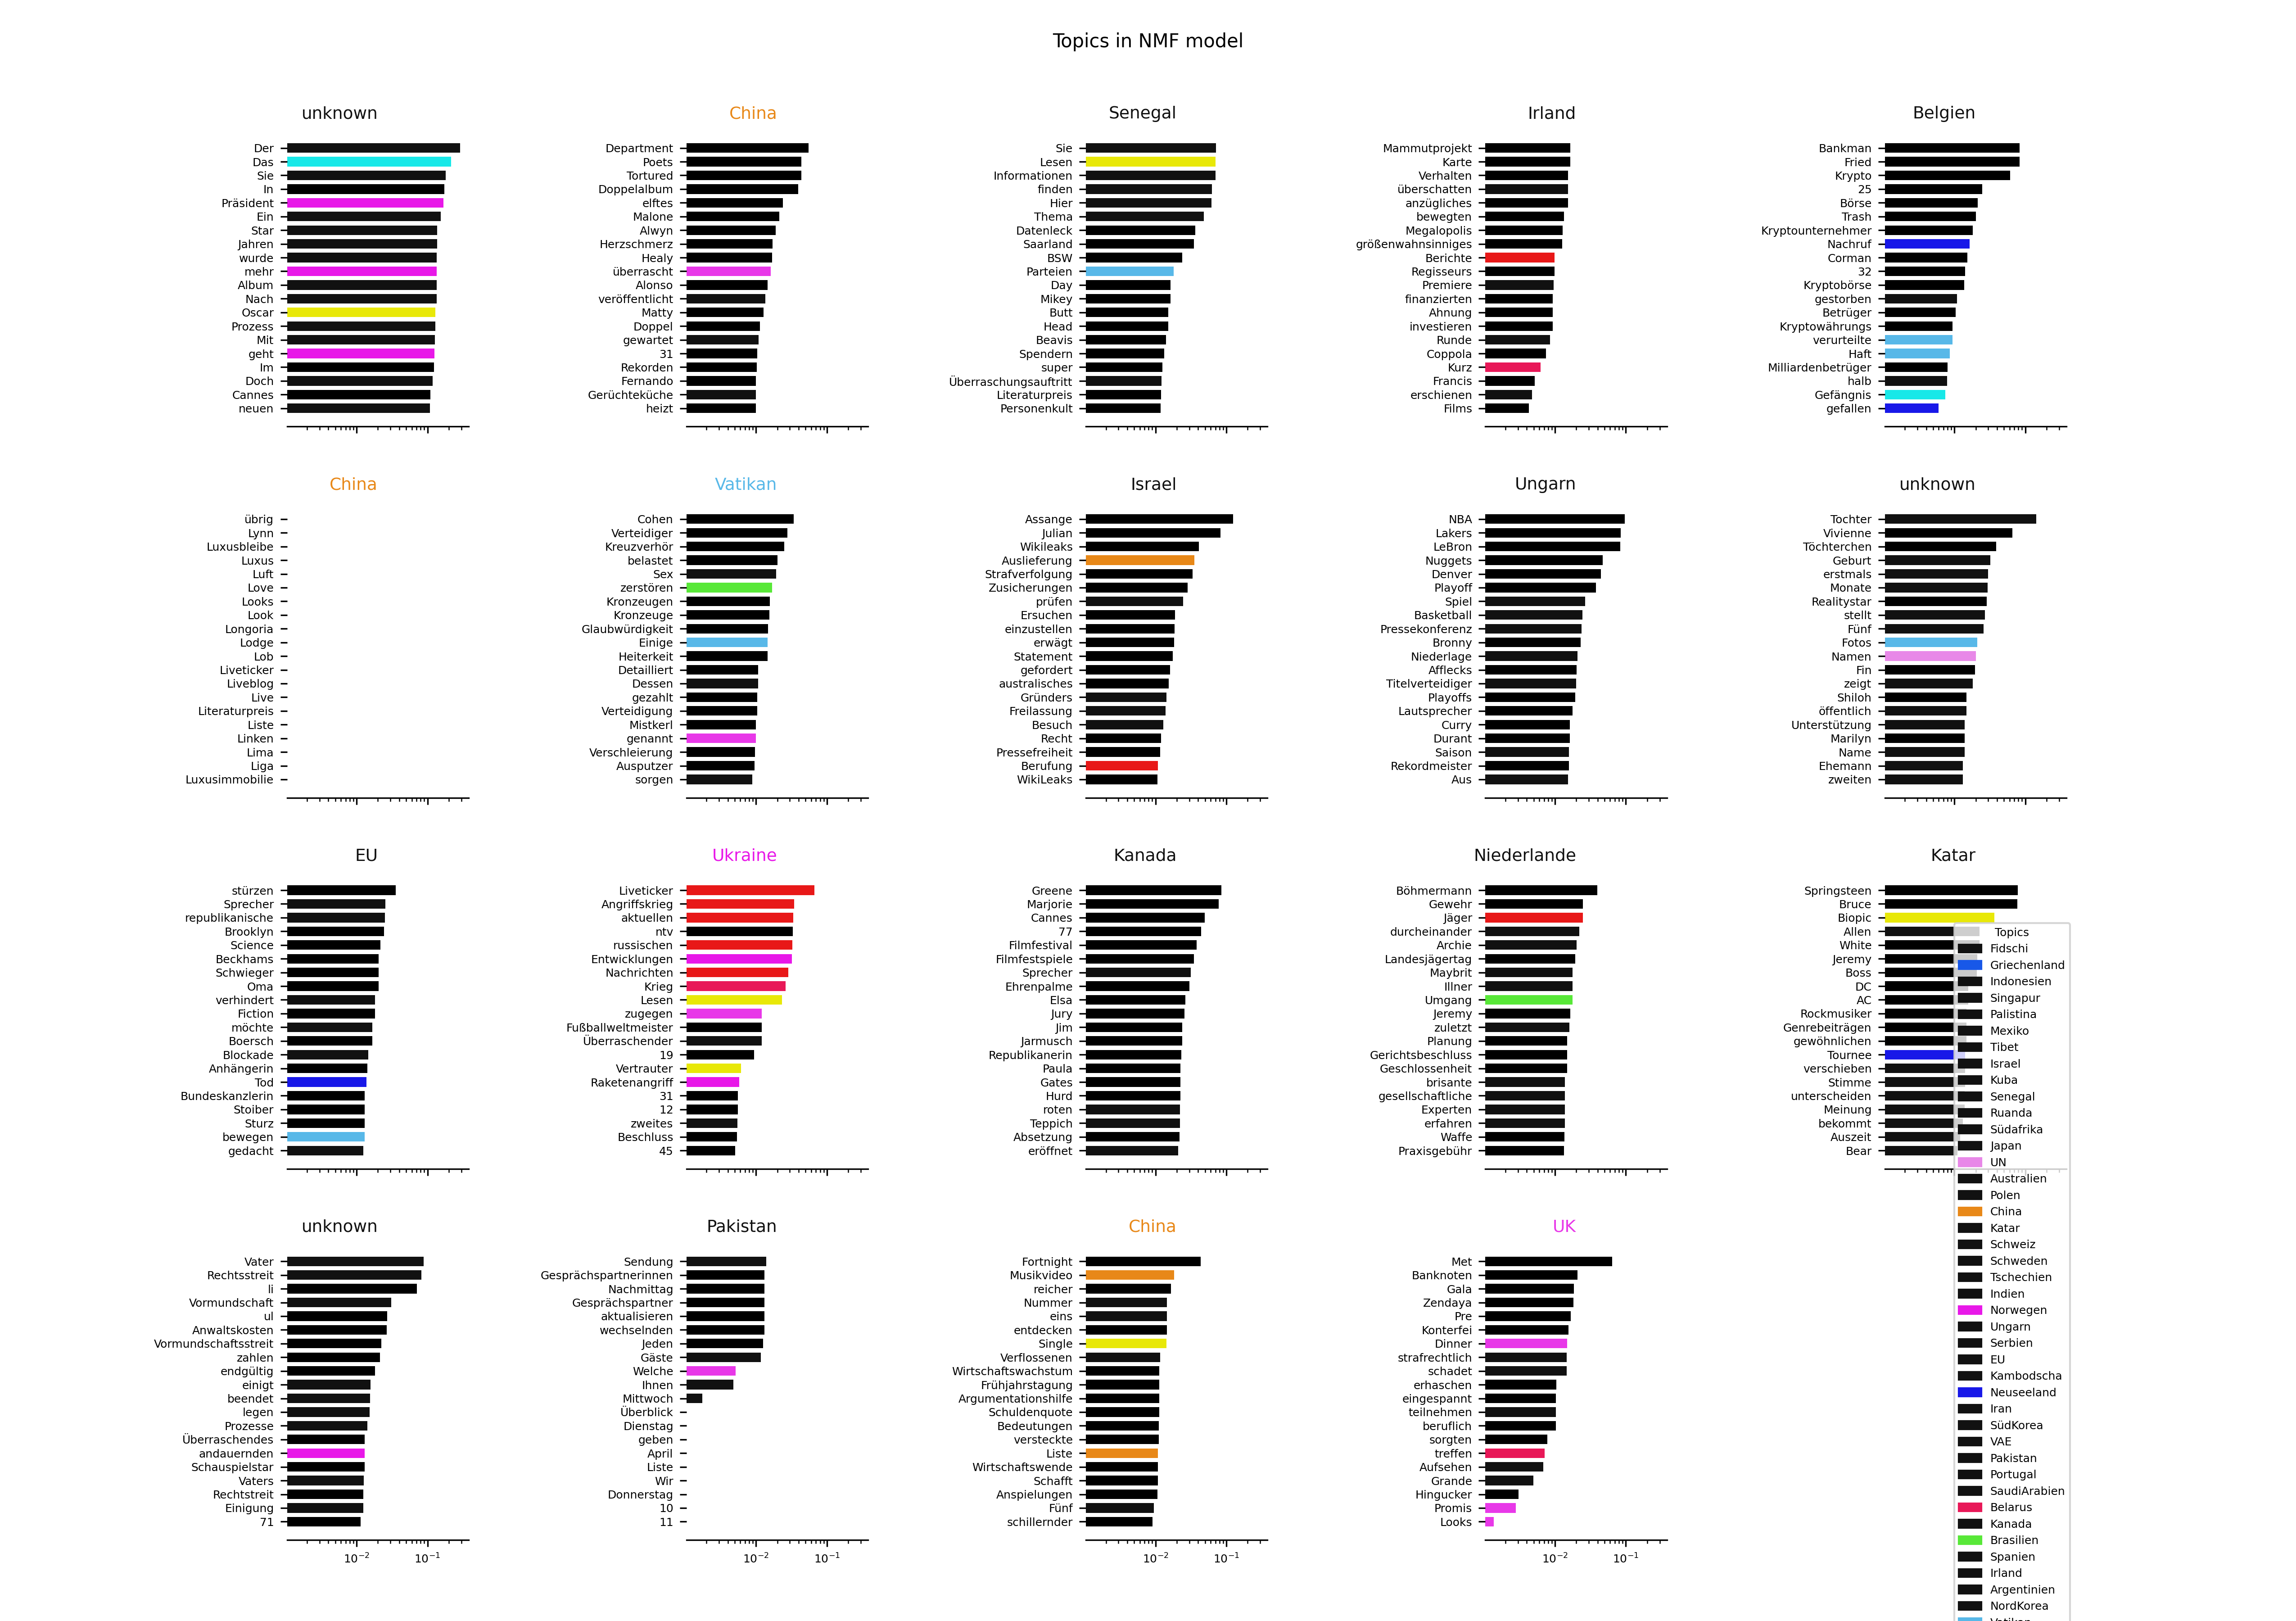 Topics in NMF model
unknown
Der
Das
Sie
In
Präsident
Ein
Star
Jahren
wurde
mehr
Album
Nach
Oscar
Prozess
Mit
geht
Im
Doch
Cannes
neuen
China
Department
Poets
Tortured
Doppelalbum
elftes
Malone
Alwyn
Herzschmerz
Healy
überrascht
Alonso
veröffentlicht
Matty
Doppel
gewartet
31
Rekorden
Fernando
Gerüchteküche
heizt
Senegal
Sie
Lesen
Informationen
finden
Hier
Thema
Datenleck
Saarland
BSW
Parteien
Day
Mikey
Butt
Head
Beavis
Spendern
super
Überraschungsauftritt
Literaturpreis
Personenkult
Irland
Mammutprojekt
Karte
Verhalten
überschatten
anzügliches
bewegten
Megalopolis
größenwahnsinniges
Berichte
Regisseurs
Premiere
finanzierten
Ahnung
investieren
Runde
Coppola
Kurz
Francis
erschienen
Films
Belgien
Bankman
Fried
Krypto
25
Börse
Trash
Kryptounternehmer
Nachruf
Corman
32
Kryptobörse
gestorben
Betrüger
Kryptowährungs
verurteilte
Haft
Milliardenbetrüger
halb
Gefängnis
gefallen
China
übrig
Lynn
Luxusbleibe
Luxus
Luft
Love
Looks
Look
Longoria
Lodge
Lob
Liveticker
Liveblog
Live
Literaturpreis
Liste
Linken
Lima
Liga
Luxusimmobilie
Vatikan
Cohen
Verteidiger
Kreuzverhör
belastet
Sex
zerstören
Kronzeugen
Kronzeuge
Glaubwürdigkeit
Einige
Heiterkeit
Detailliert
Dessen
gezahlt
Verteidigung
Mistkerl
genannt
Verschleierung
Ausputzer
sorgen
Israel
Assange
Julian
Wikileaks
Auslieferung
Strafverfolgung
Zusicherungen
prüfen
Ersuchen
einzustellen
erwägt
Statement
gefordert
australisches
Gründers
Freilassung
Besuch
Recht
Pressefreiheit
Berufung
WikiLeaks
Ungarn
NBA
Lakers
LeBron
Nuggets
Denver
Playoff
Spiel
Basketball
Pressekonferenz
Bronny
Niederlage
Afflecks
Titelverteidiger
Playoffs
Lautsprecher
Curry
Durant
Saison
Rekordmeister
Aus
unknown
Tochter
Vivienne
Töchterchen
Geburt
erstmals
Monate
Realitystar
stellt
Fünf
Fotos
Namen
Fin
zeigt
Shiloh
öffentlich
Unterstützung
Marilyn
Name
Ehemann
zweiten
EU
stürzen
Sprecher
republikanische
Brooklyn
Science
Beckhams
Schwieger
Oma
verhindert
Fiction
möchte
Boersch
Blockade
Anhängerin
Tod
Bundeskanzlerin
Stoiber
Sturz
bewegen
gedacht
Ukraine
Liveticker
Angriffskrieg
aktuellen
ntv
russischen
Entwicklungen
Nachrichten
Krieg
Lesen
zugegen
Fußballweltmeister
Überraschender
19
Vertrauter
Raketenangriff
31
12
zweites
Beschluss
45
Kanada
Greene
Marjorie
Cannes
77
Filmfestival
Filmfestspiele
Sprecher
Ehrenpalme
Elsa
Jury
Jim
Jarmusch
Republikanerin
Paula
Gates
Hurd
roten
Teppich
Absetzung
eröffnet
Niederlande
Böhmermann
Gewehr
Jäger
durcheinander
Archie
Landesjägertag
Maybrit
Illner
Umgang
Jeremy
zuletzt
Planung
Gerichtsbeschluss
Geschlossenheit
brisante
gesellschaftliche
Experten
erfahren
Waffe
Praxisgebühr
Katar
Springsteen
Bruce
Biopic
Allen
White
Jeremy
Boss
DC
AC
Rockmusiker
Genrebeiträgen
gewöhnlichen
Tournee
verschieben
Stimme
unterscheiden
Meinung
bekommt
Auszeit
Bear
unknown
Vater
Rechtsstreit
li
Vormundschaft
ul
Anwaltskosten
Vormundschaftsstreit
zahlen
endgültig
einigt
beendet
legen
Prozesse
Überraschendes
andauernden
Schauspielstar
Vaters
Rechtstreit
Einigung
71
10⁻² 10⁻¹
Pakistan
Sendung
Gesprächspartnerinnen
Nachmittag
Gesprächspartner
aktualisieren
wechselnden
Jeden
Gäste
Welche
Ihnen
Mittwoch
Überblick
Dienstag
geben
April
Liste
Wir
Donnerstag
10
11
10⁻² 10⁻¹
China
Fortnight
Musikvideo
reicher
Nummer
eins
entdecken
Single
Verflossenen
Wirtschaftswachstum
Frühjahrstagung
Argumentationshilfe
Schuldenquote
Bedeutungen
versteckte
Liste
Wirtschaftswende
Schafft
Anspielungen
Fünf
schillernder
10⁻² 10⁻¹
UK
Met
Banknoten
Gala
Zendaya
Pre
Konterfei
Dinner
strafrechtlich
schadet
erhaschen
eingespannt
teilnehmen
beruflich
sorgten
treffen
Aufsehen
Grande
Hingucker
Promis
Looks
10⁻² 10⁻¹
Topics
Fidschi
Griechenland
Indonesien
Singapur
Palistina
Mexiko
Tibet
Israel
Kuba
Senegal
Ruanda
Südafrika
Japan
UN
Australien
Polen
China
Katar
Schweiz
Schweden
Tschechien
Indien
Norwegen
Ungarn
Serbien
EU
Kambodscha
Neuseeland
Iran
SüdKorea
VAE
Pakistan
Portugal
SaudiArabien
Belarus
Kanada
Brasilien
Spanien
Irland
Argentinien
NordKorea
Vatikan